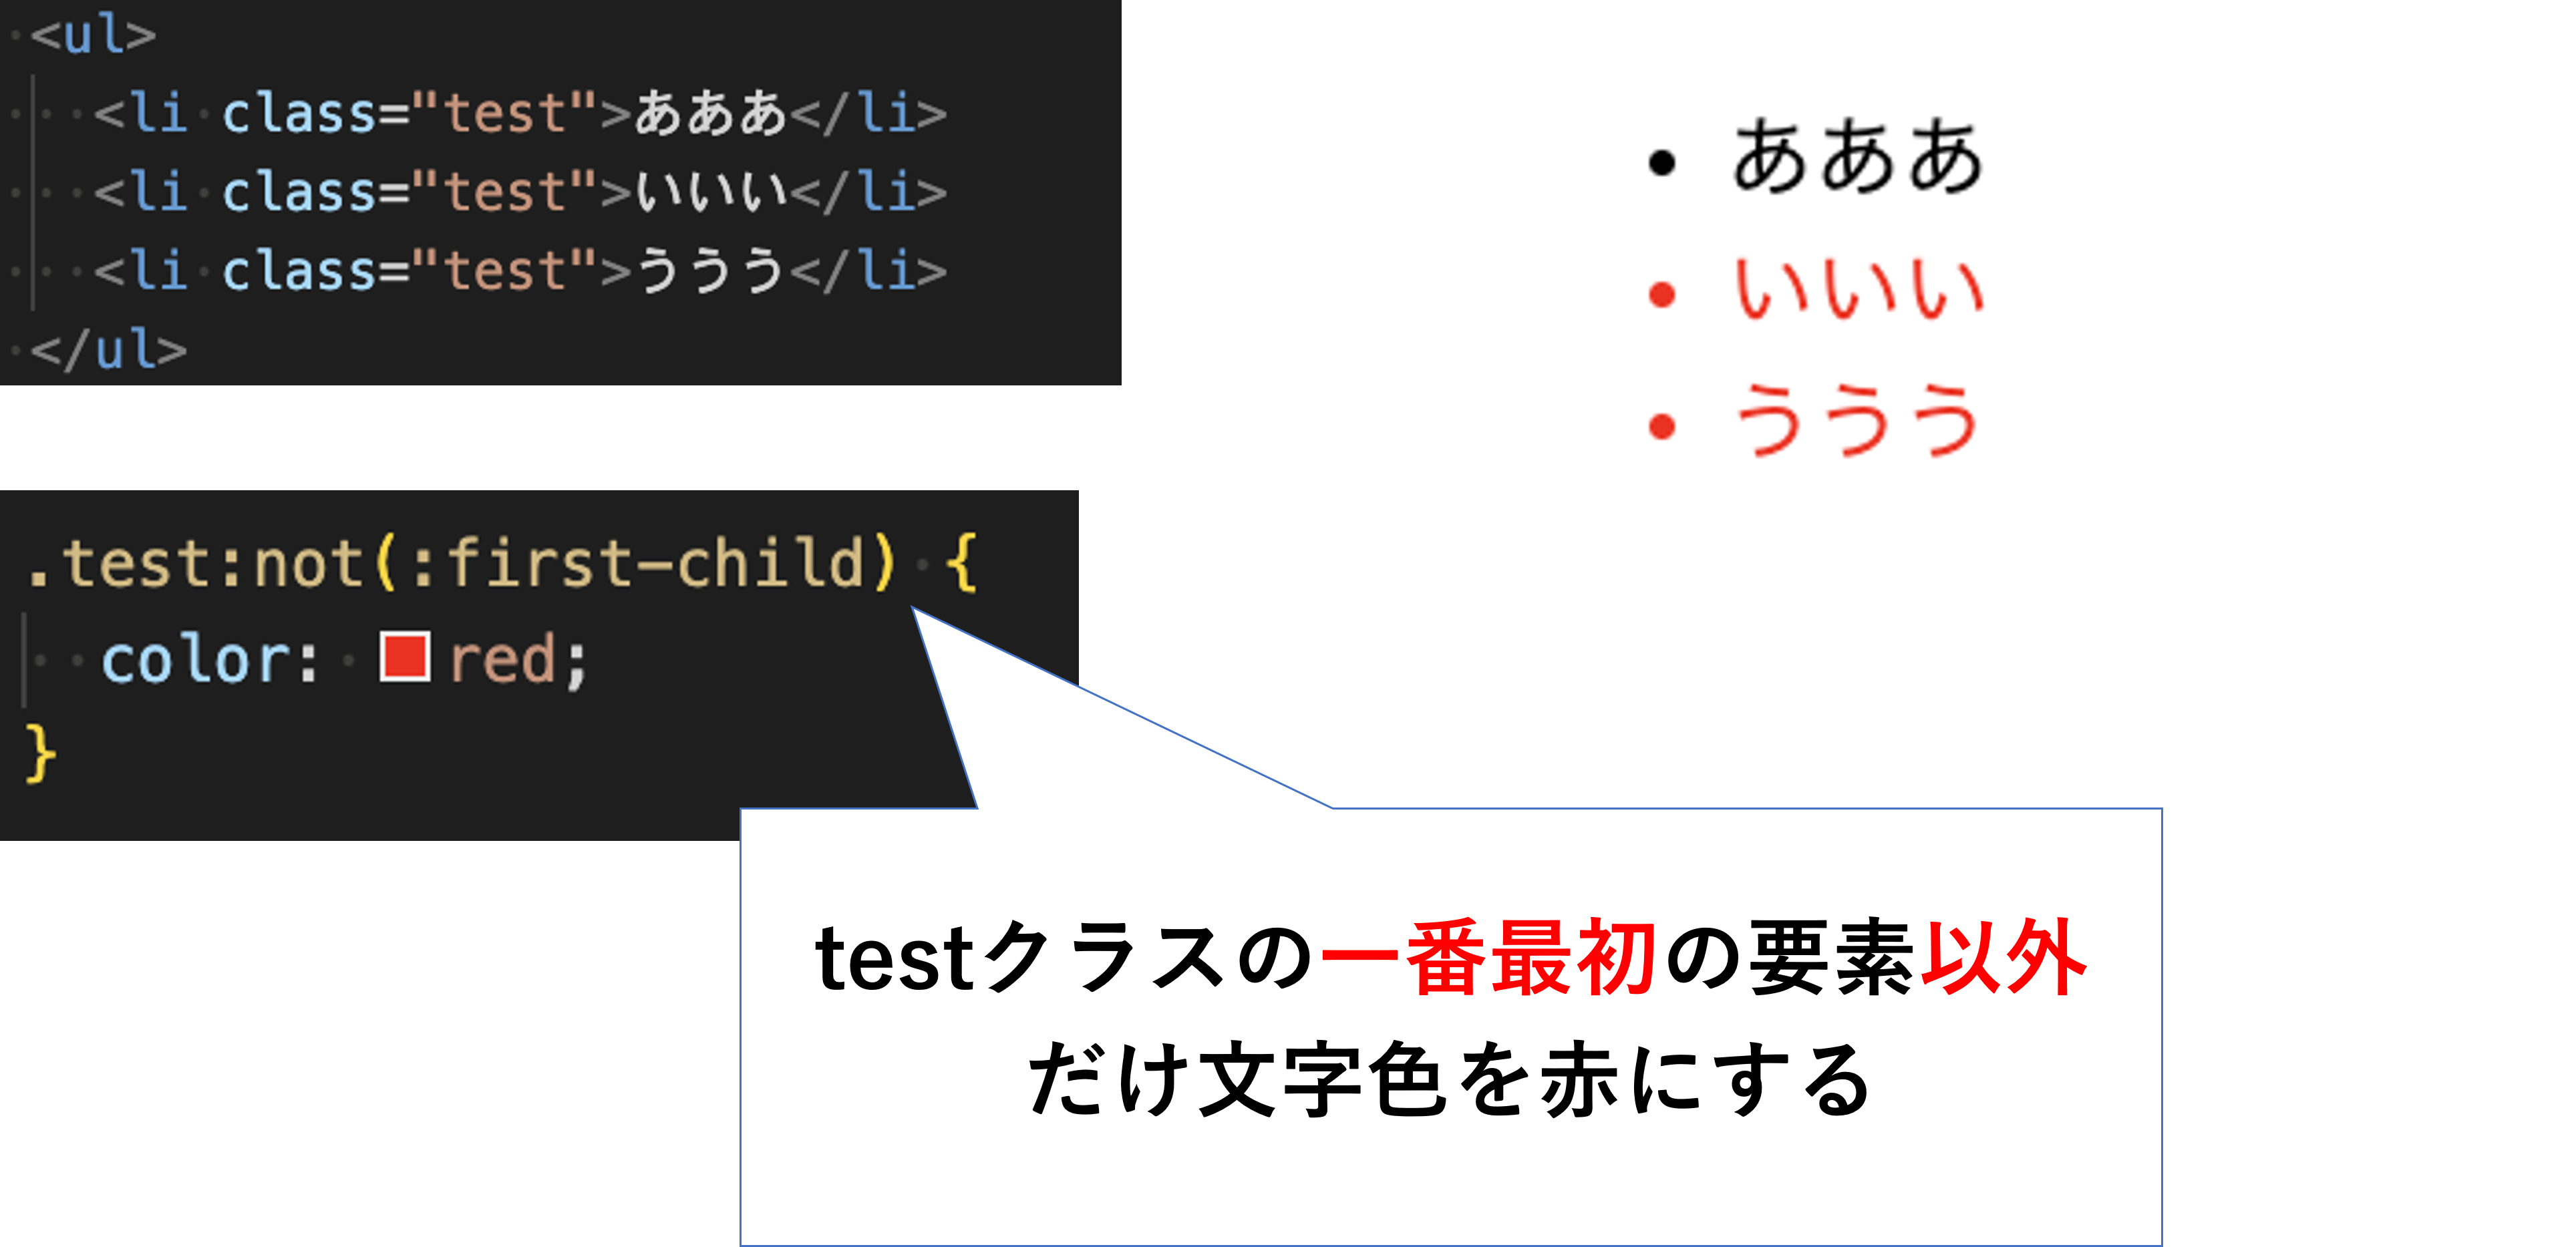 <ul>
<li class="test">あああ</li>
<li class="test">いいい</li>
<li class="test">ううう</li>
</ul>
• あああ
• いいい
• ううう
.test:not(:first-child) {
color: red;
}
testクラスの一番最初の要素以外
だけ文字色を赤にする